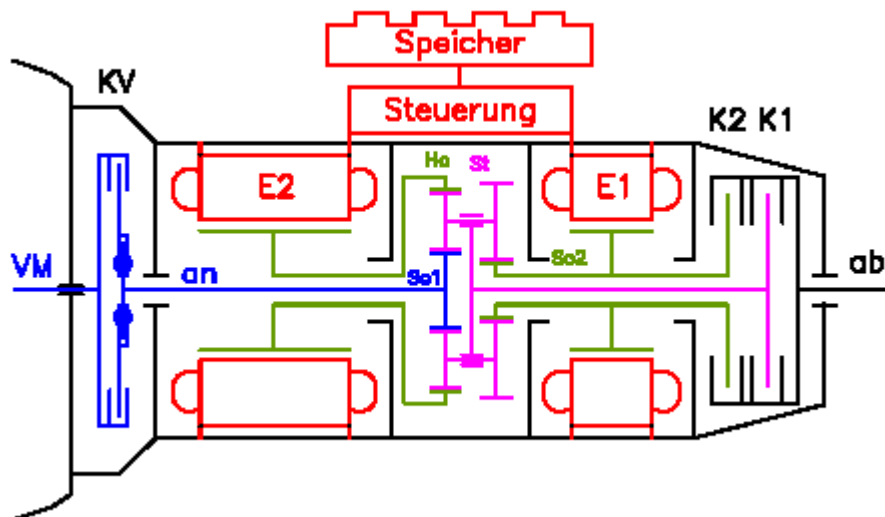 Speicher
KV
Steuerung
K2 K1
Ho
St
E2
E1
VM
an
So1
So2
ab